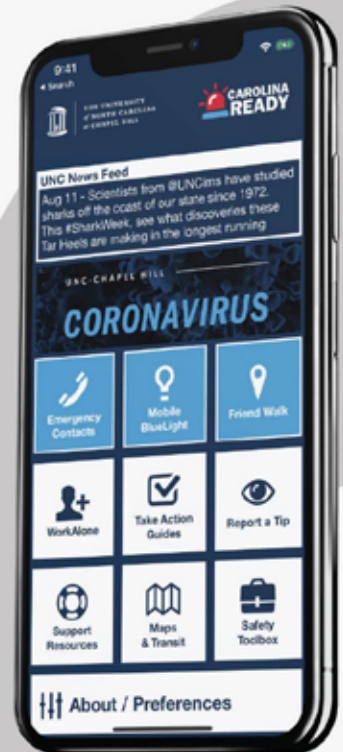 9:41
◂ Search
THE UNIVERSITY
of NORTH CAROLINA
at CHAPEL HILL
CAROLINA
READY
UNC News Feed
Aug 11 - Scientists from @UNCims have studied
sharks off the coast of our state since 1972.
This #SharkWeek, see what discoveries these
Tar Heels are making in the longest running
UNC-CHAPEL HILL
CORONAVIRUS
Emergency
Contacts
Mobile
BlueLight
Friend Walk
WorkAlone
Take Action
Guides
Report a Tip
Support
Resources
Maps
& Transit
Safety
Toolbox
About / Preferences